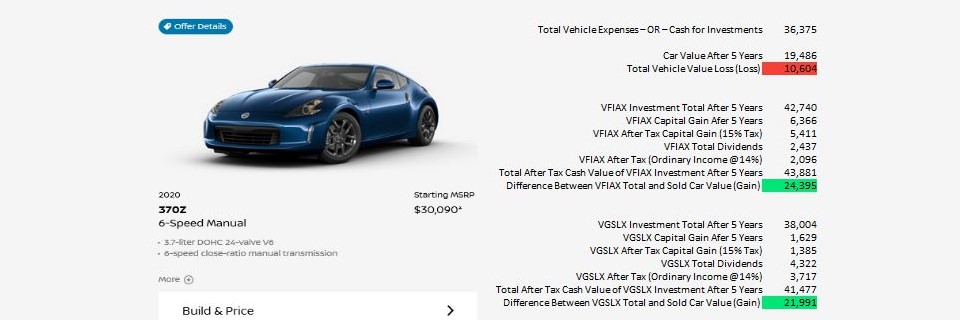 Offer Details
2020
Starting MSRP
370Z
$30,090*
6-Speed Manual
• 3.7-liter DOHC 24-valve V6
• 6-speed close-ratio manual transmission
More
Build & Price
Total Vehicle Expenses – OR – Cash for Investments 36,375
Car Value After 5 Years 19,486
Total Vehicle Value Loss (Loss) 10,604
VFIAX Investment Total After 5 Years 42,740
VFIAX Capital Gain Afer 5 Years 6,366
VFIAX After Tax Capital Gain (15% Tax) 5,411
VFIAX Total Dividends 2,437
VFIAX After Tax (Ordinary Income @14%) 2,096
Total After Tax Cash Value of VFIAX Investment After 5 Years 43,881
Difference Between VFIAX Total and Sold Car Value (Gain) 24,395
VGSLX Investment Total After 5 Years 38,004
VGSLX Capital Gain Afer 5 Years 1,629
VGSLX After Tax Capital Gain (15% Tax) 1,385
VGSLX Total Dividends 4,322
VGSLX After Tax (Ordinary Income @14%) 3,717
Total After Tax Cash Value of VGSLX Investment After 5 Years 41,477
Difference Between VGSLX Total and Sold Car Value (Gain) 21,991